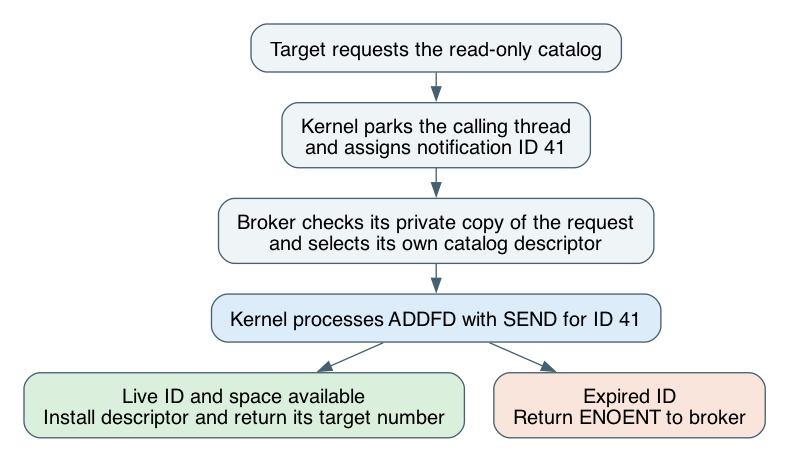 Target requests the read-only catalog
Kernel parks the calling thread
and assigns notification ID 41
Broker checks its private copy of the request
and selects its own catalog descriptor
Kernel processes ADDFD with SEND for ID 41
Live ID and space available
Install descriptor and return its target number
Expired ID
Return ENOENT to broker